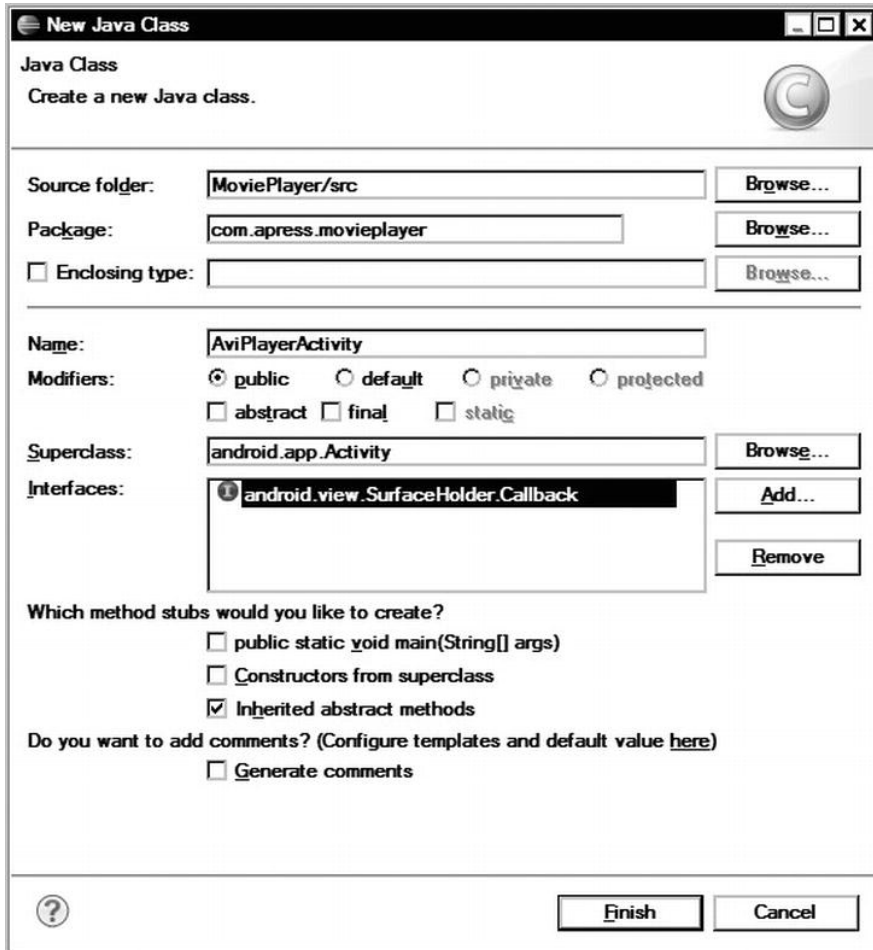 New Java Class
Java Class
Create a new Java class.
Source folder: MoviePlayer/src Browse...
Package: com.apress.movieplayer Browse...
Enclosing type: Browse...
Name: AviPlayerActivity
Modifiers: public default private protected
abstract final static
Superclass: android.app.Activity Browse...
Interfaces: android.view.SurfaceHolder.Callback Add...
Remove
Which method stubs would you like to create?
public static void main(String[] args)
Constructors from superclass
Inherited abstract methods
Do you want to add comments? (Configure templates and default value here)
Generate comments
Finish Cancel